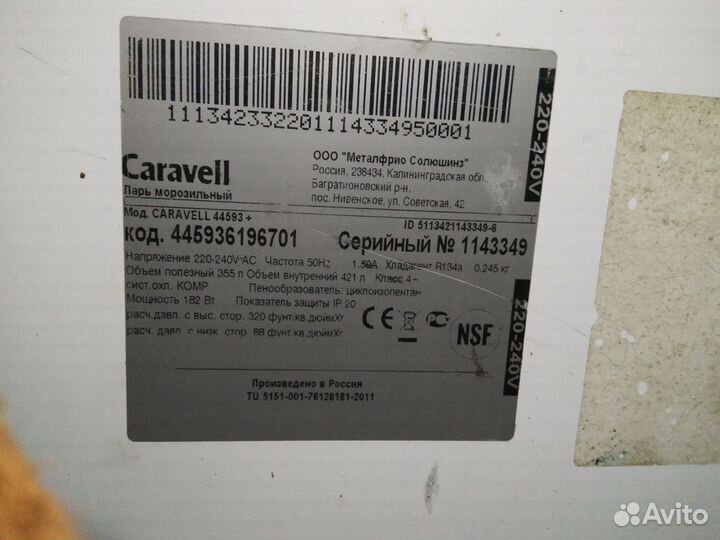 1113423322011114334950001
220-240V
Caravell
Ларь морозильный
ООО "Металфрио Солюшинз"
Россия, 238434, Калининградская обл.,
Багратионовский р-н.
пос. Нивенское, ул. Советская, 42
Мод. CARAVELL 44593 +
ID 5113421143349-6
код. 445936196701
Серийный № 1143349
Напряжение 220-240V AC Частота 50Hz 1.59A Хладагент R134a 0.245 кг
Объем полезный 355 л Объем внутренний 421 л Класс 4+
сист.охл. КОМР Пенообразователь: циклоизопентан
Мощность 182 Вт Показатель защиты IP 20
расч. давл. с выс. стор. 320 фунт/кв.дюймХг
расч. давл. с низк. стор. 88 фунт/кв.дюймХг
CE
РС
NSF
220-240V
Произведено в России
TU 5151-001-76126181-2011
Avito